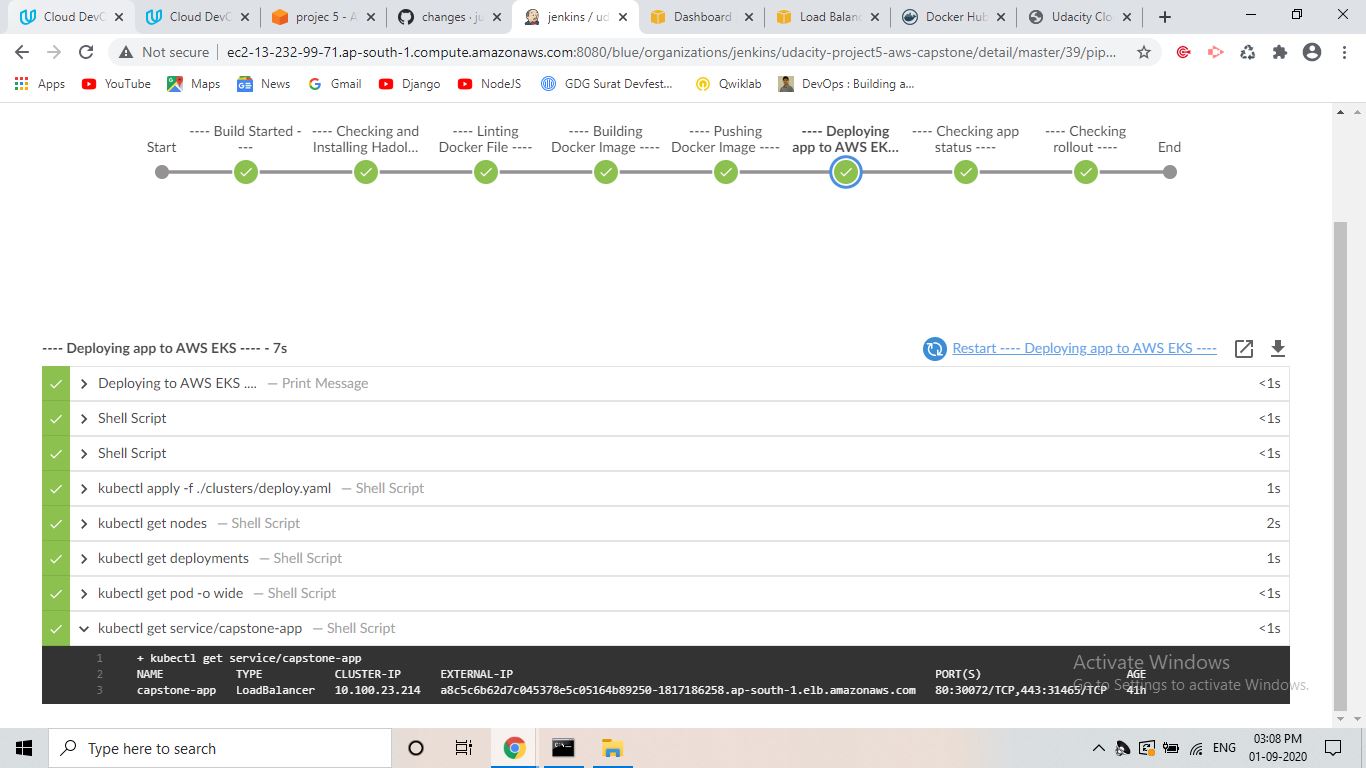 Cloud DevC
Cloud DevC
projec 5 - A
changes · ju
jenkins / ud
Dashboard
Load Balanc
Docker Hub
Udacity Clo
Not secure
ec2-13-232-99-71.ap-south-1.compute.amazonaws.com:8080/blue/organizations/jenkins/udacity-project5-aws-capstone/detail/master/39/pip...
Apps
YouTube
Maps
News
Gmail
Django
NodeJS
GDG Surat Devfest...
Qwiklab
DevOps : Building a...
Start
---- Build Started -
---
---- Checking and
Installing Hadol...
---- Linting
Docker File ----
---- Building
Docker Image ----
---- Pushing
Docker Image ----
---- Deploying
app to AWS EK...
---- Checking app
status ----
---- Checking
rollout ----
End
---- Deploying app to AWS EKS ---- - 7s
Restart ---- Deploying app to AWS EKS ----
Deploying to AWS EKS .... — Print Message <1s
Shell Script <1s
Shell Script <1s
kubectl apply -f ./clusters/deploy.yaml — Shell Script 1s
kubectl get nodes — Shell Script 2s
kubectl get deployments — Shell Script 1s
kubectl get pod -o wide — Shell Script <1s
kubectl get service/capstone-app — Shell Script <1s
1 + kubectl get service/capstone-app
2 NAME TYPE CLUSTER-IP EXTERNAL-IP PORT(S) AGE
3 capstone-app LoadBalancer 10.100.23.214 a8c5c6b62d7c045378e5c05164b89250-1817186258.ap-south-1.elb.amazonaws.com 80:30072/TCP,443:31465/TCP 41h
Activate Windows
Go to Settings to activate Windows.
Type here to search
ENG
03:08 PM
01-09-2020